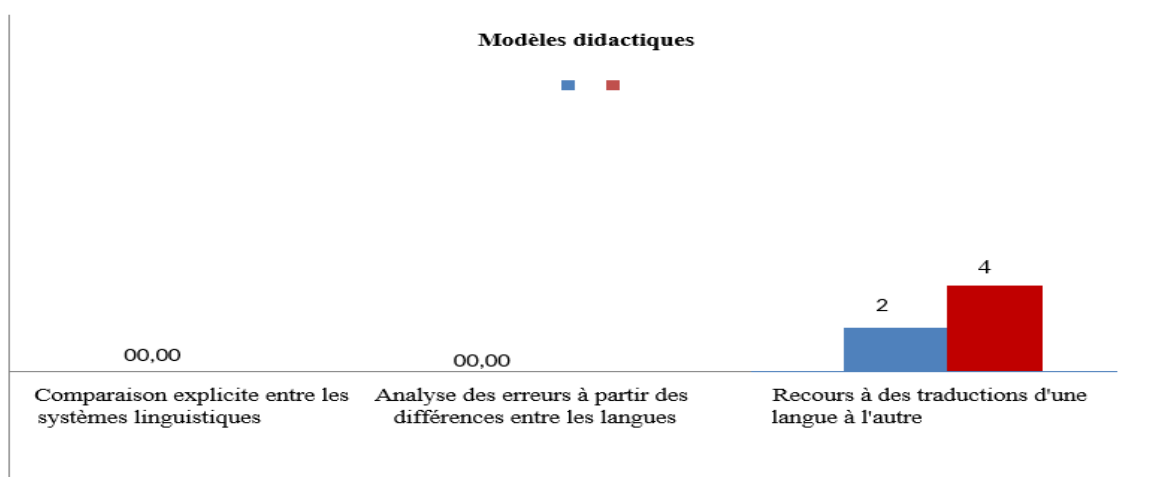 Modèles didactiques
4
2
00,00
00,00
Comparaison explicite entre les
systèmes linguistiques
Analyse des erreurs à partir des
différences entre les langues
Recours à des traductions d'une
langue à l'autre